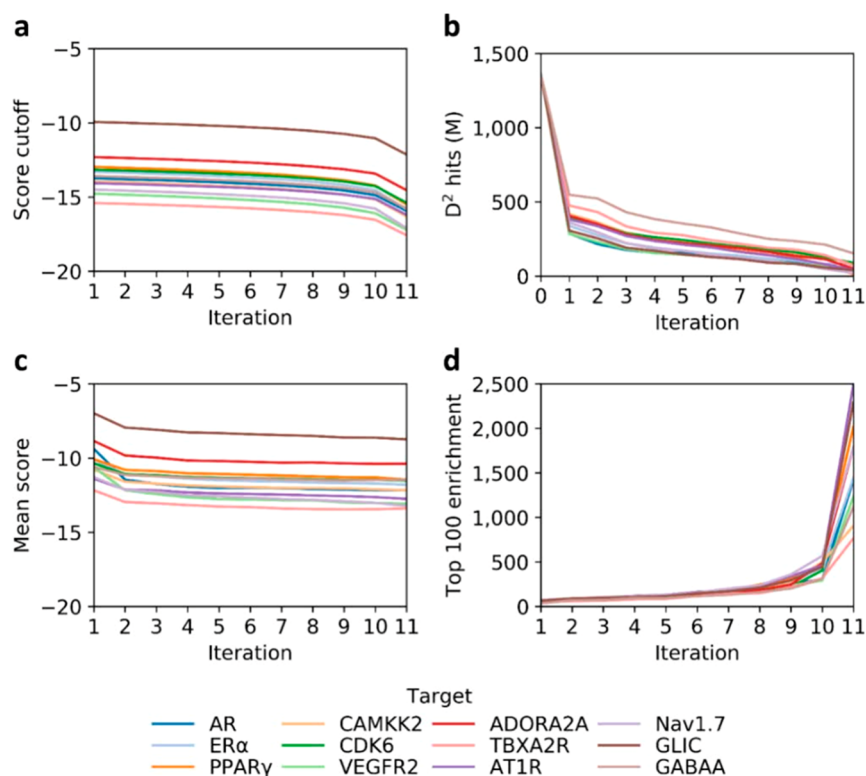 a
b
−5
−10
−15
−20
Score cutoff
1 2 3 4 5 6 7 8 9 10 11
Iteration
1,500
1,000
500
0
D² hits (M)
0 1 2 3 4 5 6 7 8 9 10 11
Iteration
c
d
−5
−10
−15
−20
Mean score
1 2 3 4 5 6 7 8 9 10 11
Iteration
2,500
2,000
1,500
1,000
500
0
Top 100 enrichment
1 2 3 4 5 6 7 8 9 10 11
Iteration
Target
AR CAMKK2 ADORA2A Nav1.7
ERα CDK6 TBXA2R GLIC
PPARγ VEGFR2 AT1R GABAA